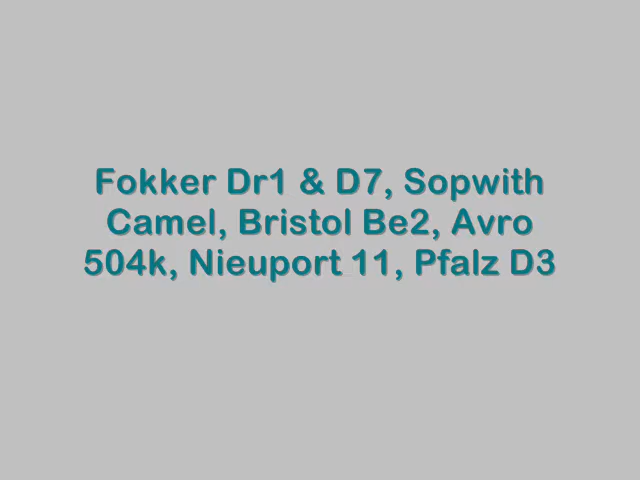 Fokker Dr1 & D7, Sopwith
Camel, Bristol Be2, Avro
504k, Nieuport 11, Pfalz D3